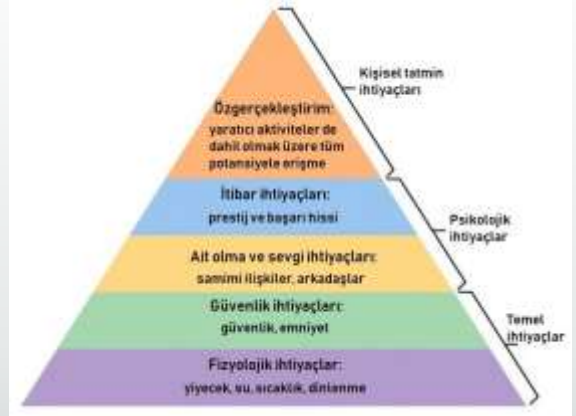 Kişisel tatmin
ihtiyaçları
Özgerçekleştirim:
yaratıcı aktiviteler de
dahil olmak üzere tüm
potansiyele erişme
İtibar ihtiyaçları:
prestij ve başarı hissi
Psikolojik
ihtiyaçlar
Ait olma ve sevgi ihtiyaçları:
samimi ilişkiler, arkadaşlar
Güvenlik ihtiyaçları:
güvenlik, emniyet
Temel
ihtiyaçlar
Fizyolojik ihtiyaçlar:
yiyecek, su, sıcaklık, dinlenme